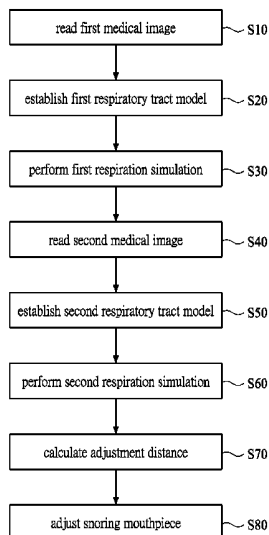 read first medical image S10
establish first respiratory tract model S20
perform first respiration simulation S30
read second medical image S40
establish second respiratory tract model S50
perform second respiration simulation S60
calculate adjustment distance S70
adjust snoring mouthpiece S80